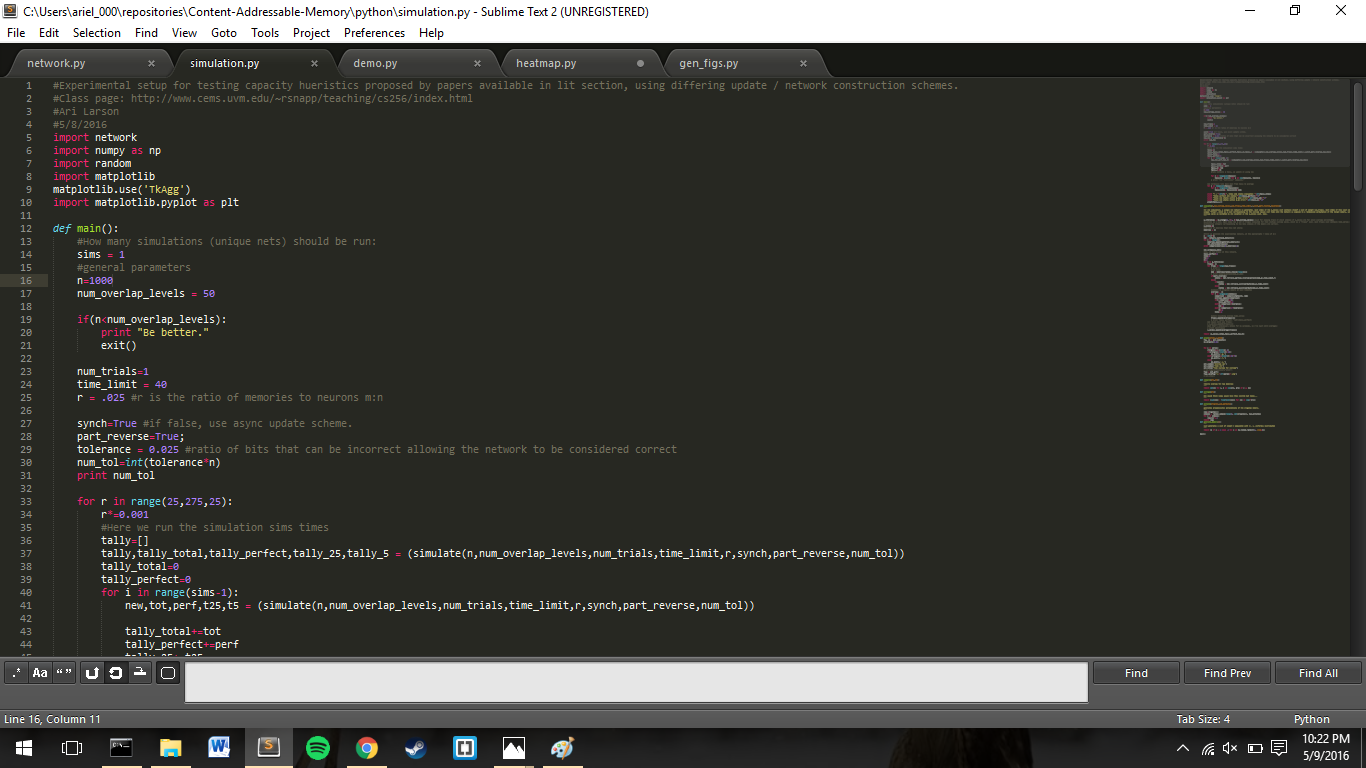 C:\Users\ariel_000\repositories\Content-Addressable-Memory\python\simulation.py - Sublime Text 2 (UNREGISTERED)
File Edit Selection Find View Goto Tools Project Preferences Help
network.py × simulation.py × demo.py × heatmap.py gen_figs.py ×
1 #Experimental setup for testing capacity hueristics proposed by papers available in lit section, using differing update / network construction schemes.
2 #Class page: http://www.cems.uvm.edu/~rsnapp/teaching/cs256/index.html
3 #Ari Larson
4 #5/8/2016
5 import network
6 import numpy as np
7 import random
8 import matplotlib
9 matplotlib.use('TkAgg')
10 import matplotlib.pyplot as plt
11
12 def main():
13 #How many simulations (unique nets) should be run:
14 sims = 1
15 #general parameters
16 n=1000
17 num_overlap_levels = 50
18
19 if(n<num_overlap_levels):
20 print "Be better."
21 exit()
22
23 num_trials=1
24 time_limit = 40
25 r = .025 #r is the ratio of memories to neurons m:n
26
27 synch=True #if false, use async update scheme.
28 part_reverse=True;
29 tolerance = 0.025 #ratio of bits that can be incorrect allowing the network to be considered correct
30 num_tol=int(tolerance*n)
31 print num_tol
32
33 for r in range(25,275,25):
34 r*=0.001
35 #Here we run the simulation sims times
36 tally=[]
37 tally,tally_total,tally_perfect,tally_25,tally_5 = (simulate(n,num_overlap_levels,num_trials,time_limit,r,synch,part_reverse,num_tol))
38 tally_total=0
39 tally_perfect=0
40 for i in range(sims-1):
41 new,tot,perf,t25,t5 = (simulate(n,num_overlap_levels,num_trials,time_limit,r,synch,part_reverse,num_tol))
42
43 tally_total+=tot
44 tally_perfect+=perf
.* Aa “” Find Find Prev Find All
Line 16, Column 11 Tab Size: 4 Python
10:22 PM
5/9/2016